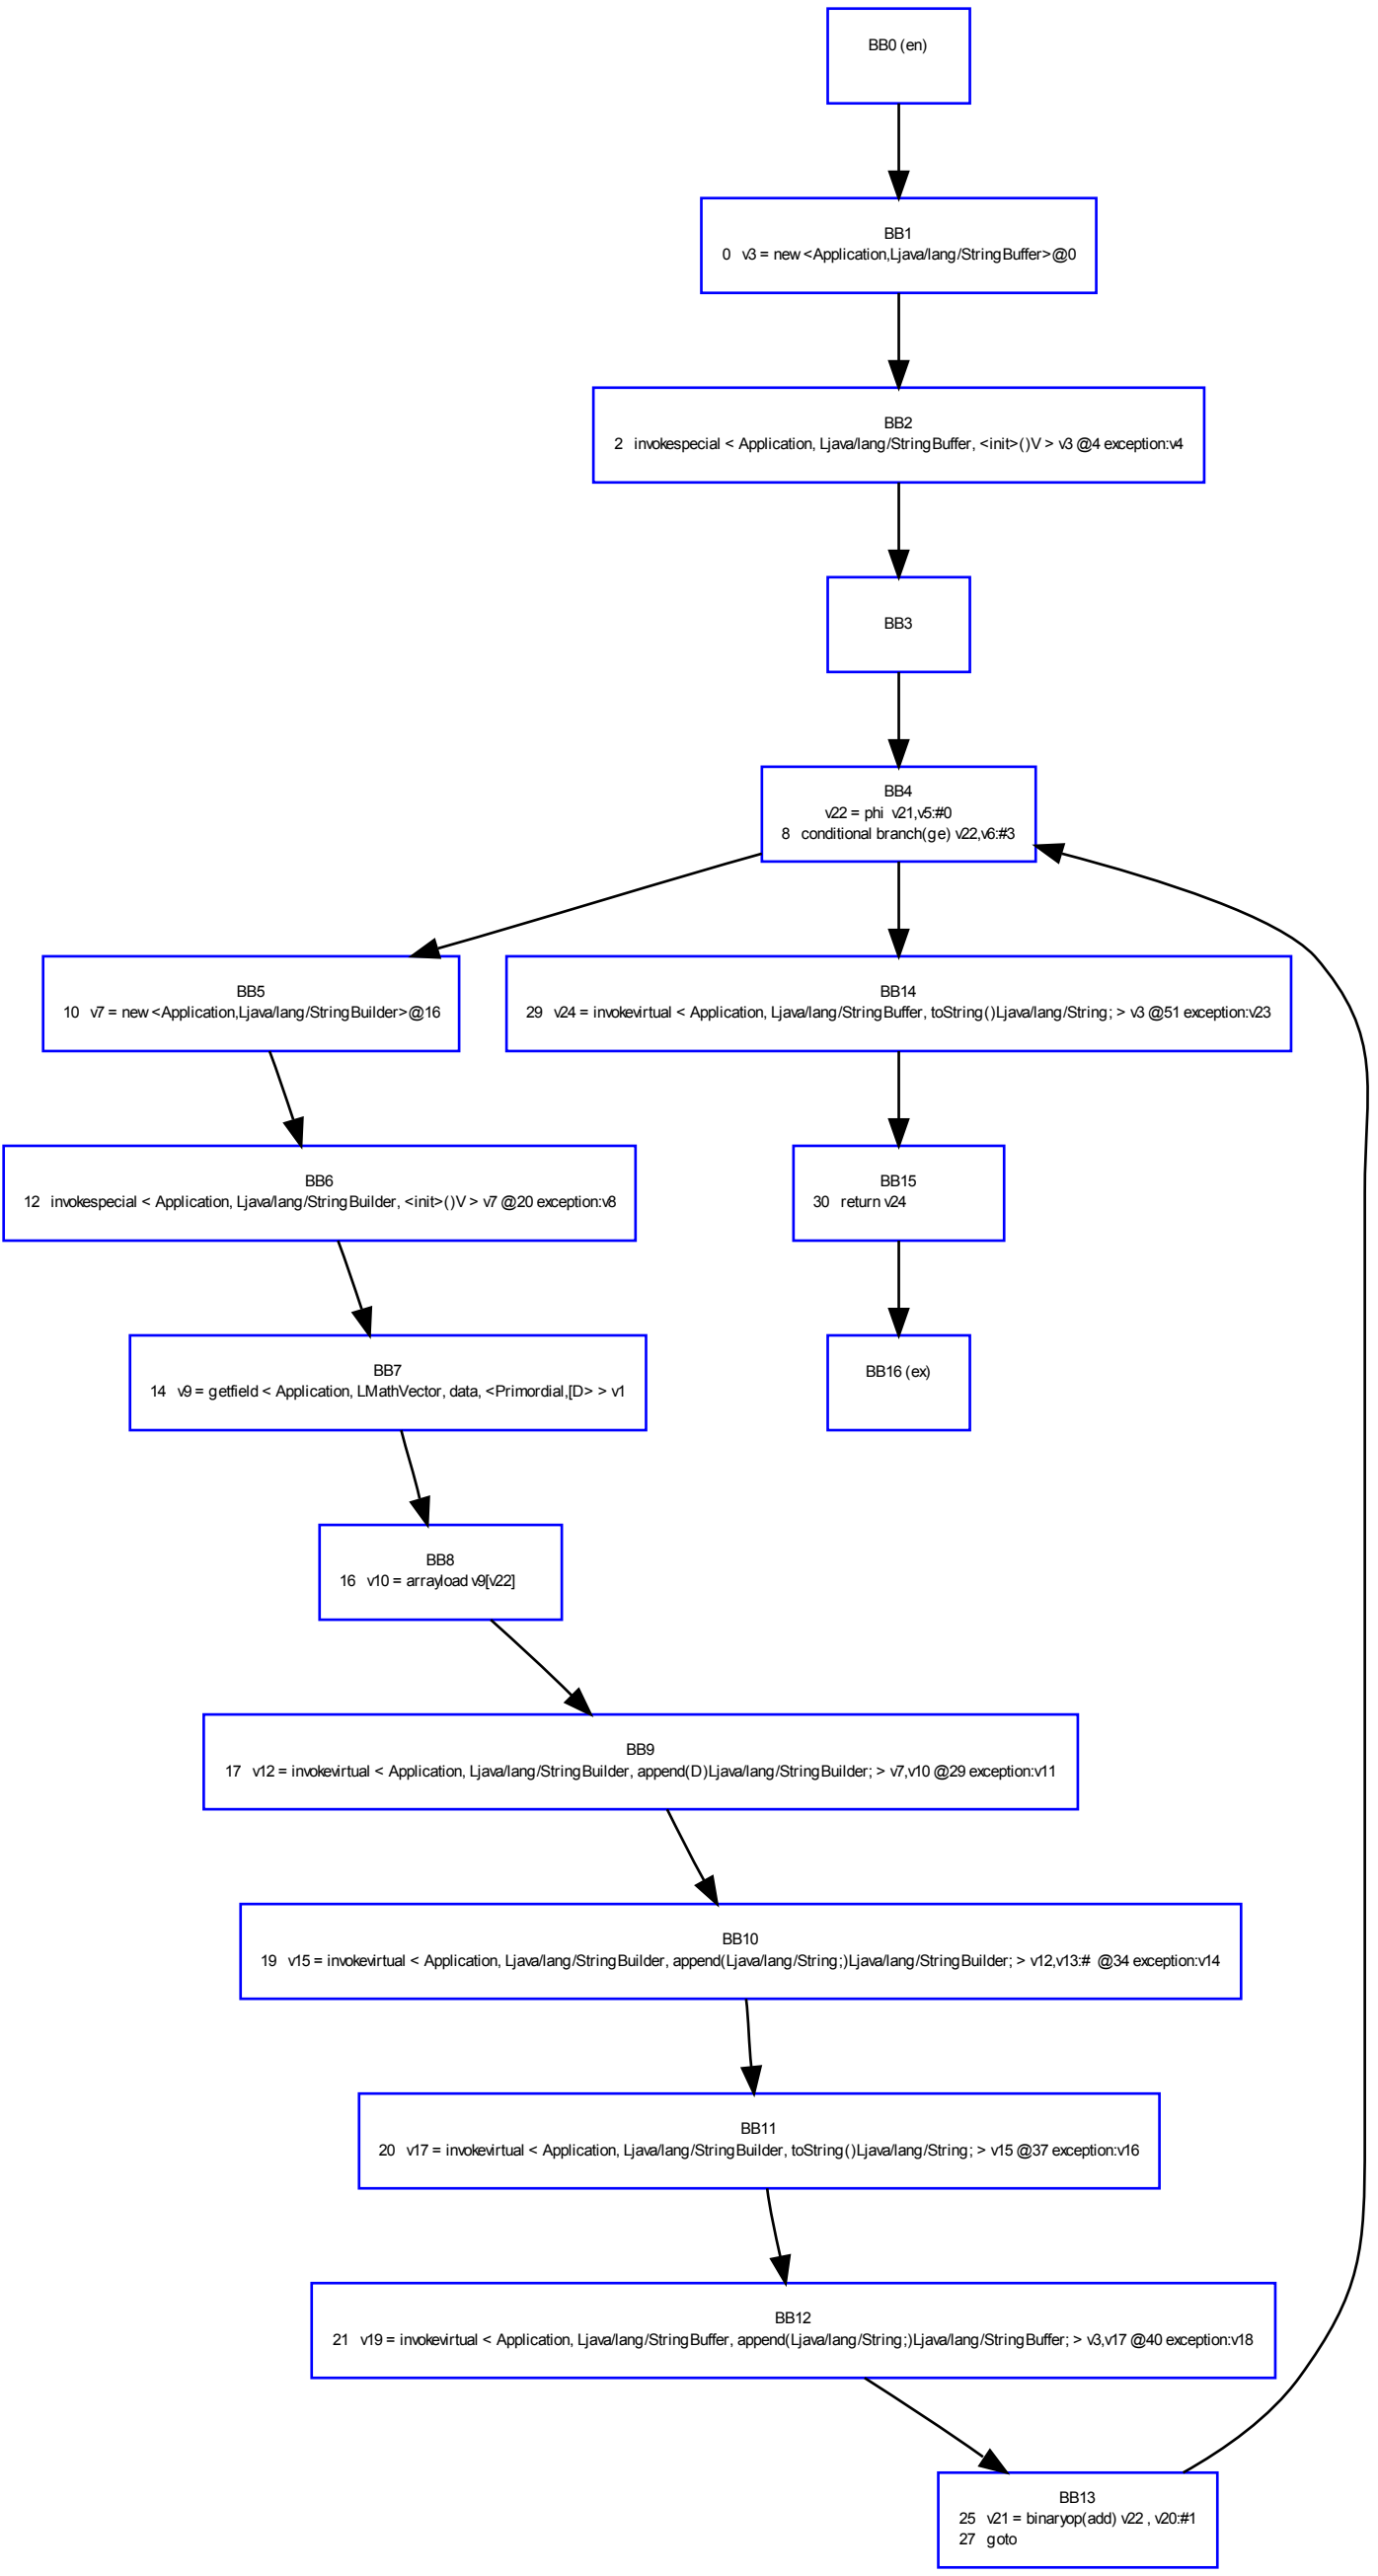 BB0 (en)
BB1
0 v3 = new <Application,Ljava/lang/StringBuffer>@0
BB2
2 invokespecial < Application, Ljava/lang/StringBuffer, <init>()V > v3 @4 exception:v4
BB3
BB4
v22 = phi v21,v5:#0
8 conditional branch(ge) v22,v6:#3
BB5
10 v7 = new <Application,Ljava/lang/StringBuilder>@16
BB14
29 v24 = invokevirtual < Application, Ljava/lang/StringBuffer, toString()Ljava/lang/String; > v3 @51 exception:v23
BB6
12 invokespecial < Application, Ljava/lang/StringBuilder, <init>()V > v7 @20 exception:v8
BB15
30 return v24
BB7
14 v9 = getfield < Application, LMathVector, data, <Primordial,[D> > v1
BB16 (ex)
BB8
16 v10 = arrayload v9[v22]
BB9
17 v12 = invokevirtual < Application, Ljava/lang/StringBuilder, append(D)Ljava/lang/StringBuilder; > v7,v10 @29 exception:v11
BB10
19 v15 = invokevirtual < Application, Ljava/lang/StringBuilder, append(Ljava/lang/String;)Ljava/lang/StringBuilder; > v12,v13:# @34 exception:v14
BB11
20 v17 = invokevirtual < Application, Ljava/lang/StringBuilder, toString()Ljava/lang/String; > v15 @37 exception:v16
BB12
21 v19 = invokevirtual < Application, Ljava/lang/StringBuffer, append(Ljava/lang/String;)Ljava/lang/StringBuffer; > v3,v17 @40 exception:v18
BB13
25 v21 = binaryop(add) v22 , v20:#1
27 goto